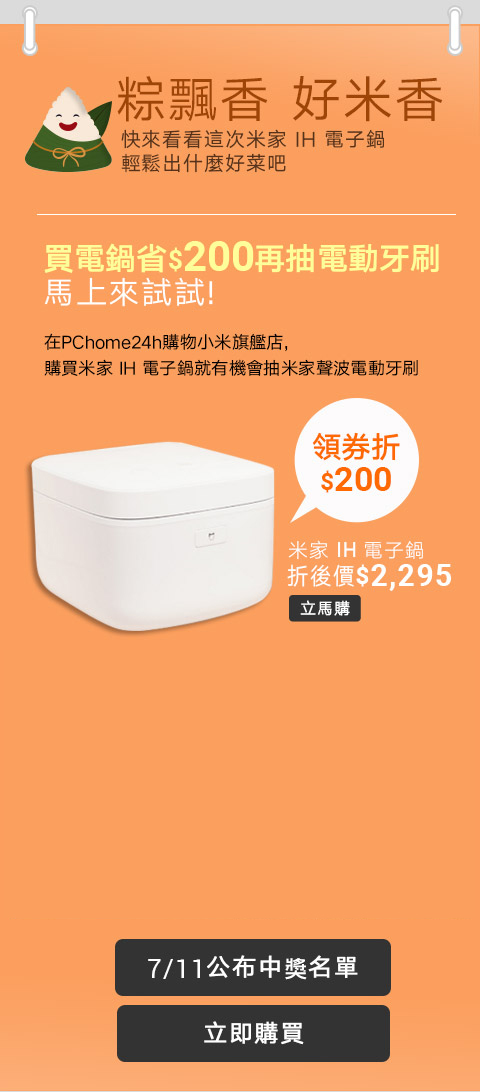 粽飄香 好米香
快來看看這次米家 IH 電子鍋
輕鬆出什麼好菜吧
買電鍋省$200再抽電動牙刷
馬上來試試!
在PChome24h購物小米旗艦店,
購買米家 IH 電子鍋就有機會抽米家聲波電動牙刷
領券折
$200
米家 IH 電子鍋
折後價$2,295
立馬購
7/11公布中獎名單
立即購買